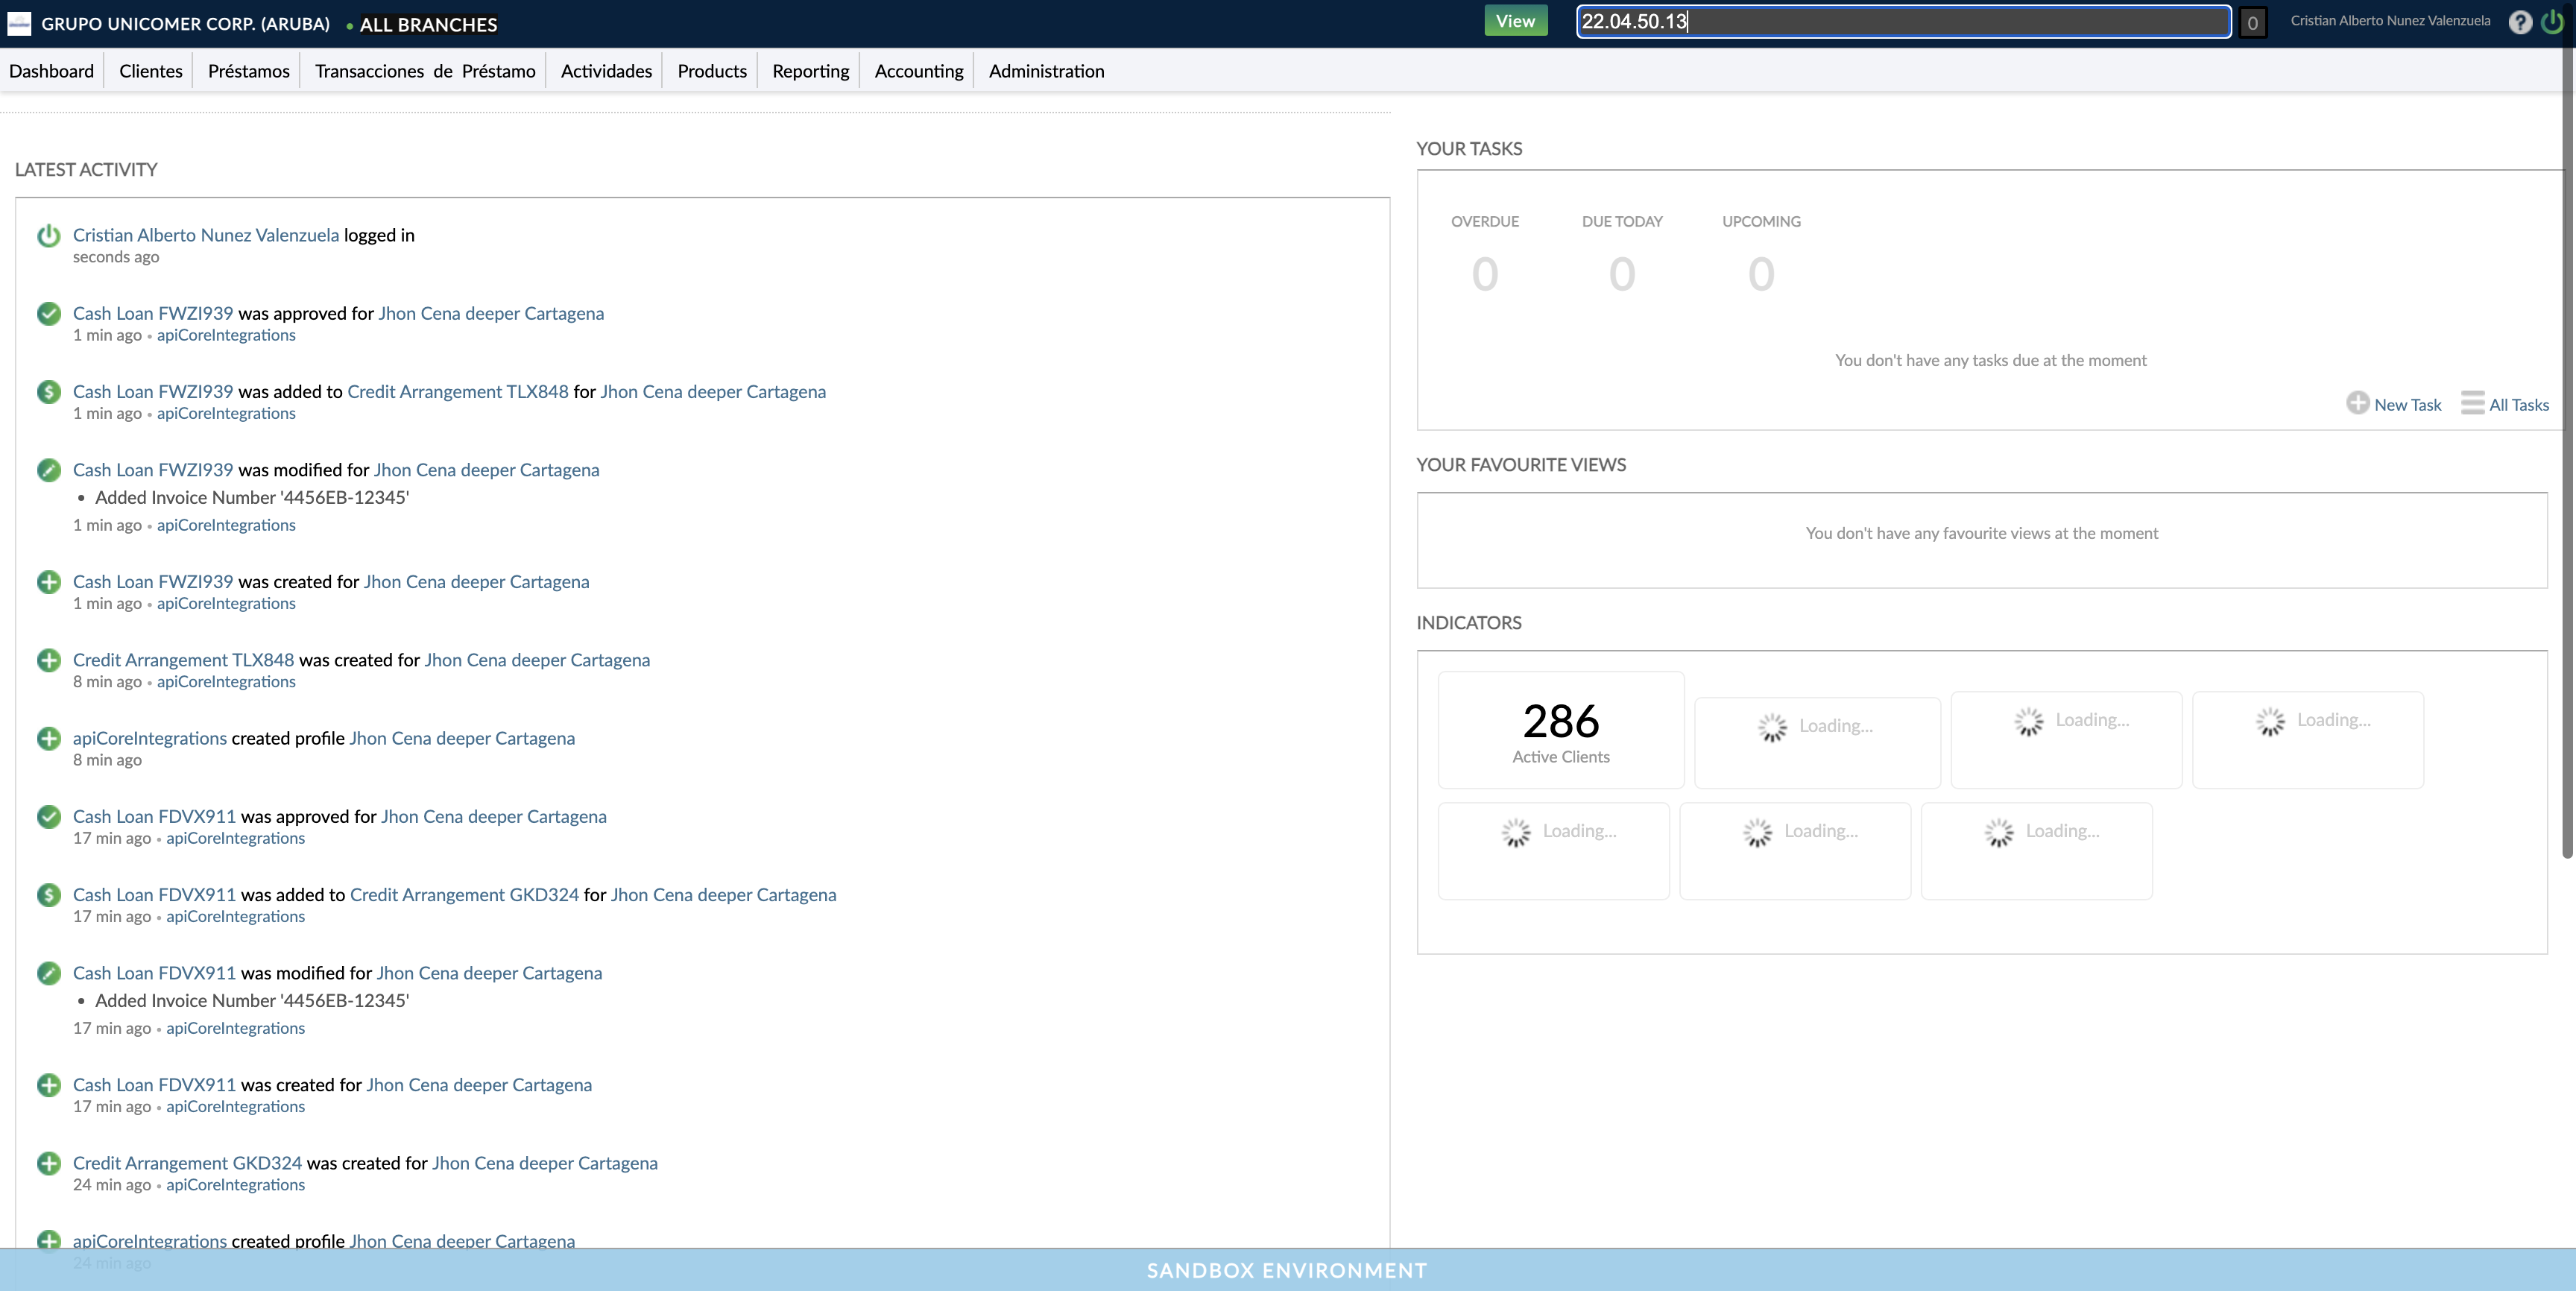 GRUPO UNICOMER CORP. (ARUBA) • ALL BRANCHES
View
22.04.50.13
0
Cristian Alberto Nunez Valenzuela
?
Dashboard
Clientes
Préstamos
Transacciones de Préstamo
Actividades
Products
Reporting
Accounting
Administration
LATEST ACTIVITY
Cristian Alberto Nunez Valenzuela logged in
seconds ago
Cash Loan FWZI939 was approved for Jhon Cena deeper Cartagena
1 min ago • apiCoreIntegrations
Cash Loan FWZI939 was added to Credit Arrangement TLX848 for Jhon Cena deeper Cartagena
1 min ago • apiCoreIntegrations
Cash Loan FWZI939 was modified for Jhon Cena deeper Cartagena
• Added Invoice Number '4456EB-12345'
1 min ago • apiCoreIntegrations
Cash Loan FWZI939 was created for Jhon Cena deeper Cartagena
1 min ago • apiCoreIntegrations
Credit Arrangement TLX848 was created for Jhon Cena deeper Cartagena
8 min ago • apiCoreIntegrations
apiCoreIntegrations created profile Jhon Cena deeper Cartagena
8 min ago
Cash Loan FDVX911 was approved for Jhon Cena deeper Cartagena
17 min ago • apiCoreIntegrations
Cash Loan FDVX911 was added to Credit Arrangement GKD324 for Jhon Cena deeper Cartagena
17 min ago • apiCoreIntegrations
Cash Loan FDVX911 was modified for Jhon Cena deeper Cartagena
• Added Invoice Number '4456EB-12345'
17 min ago • apiCoreIntegrations
Cash Loan FDVX911 was created for Jhon Cena deeper Cartagena
17 min ago • apiCoreIntegrations
Credit Arrangement GKD324 was created for Jhon Cena deeper Cartagena
24 min ago • apiCoreIntegrations
apiCoreIntegrations created profile Jhon Cena deeper Cartagena
24 min ago
YOUR TASKS
OVERDUE DUE TODAY UPCOMING
0 0 0
You don't have any tasks due at the moment
New Task All Tasks
YOUR FAVOURITE VIEWS
You don't have any favourite views at the moment
INDICATORS
286
Active Clients
Loading...
Loading...
Loading...
Loading...
Loading...
Loading...
SANDBOX ENVIRONMENT